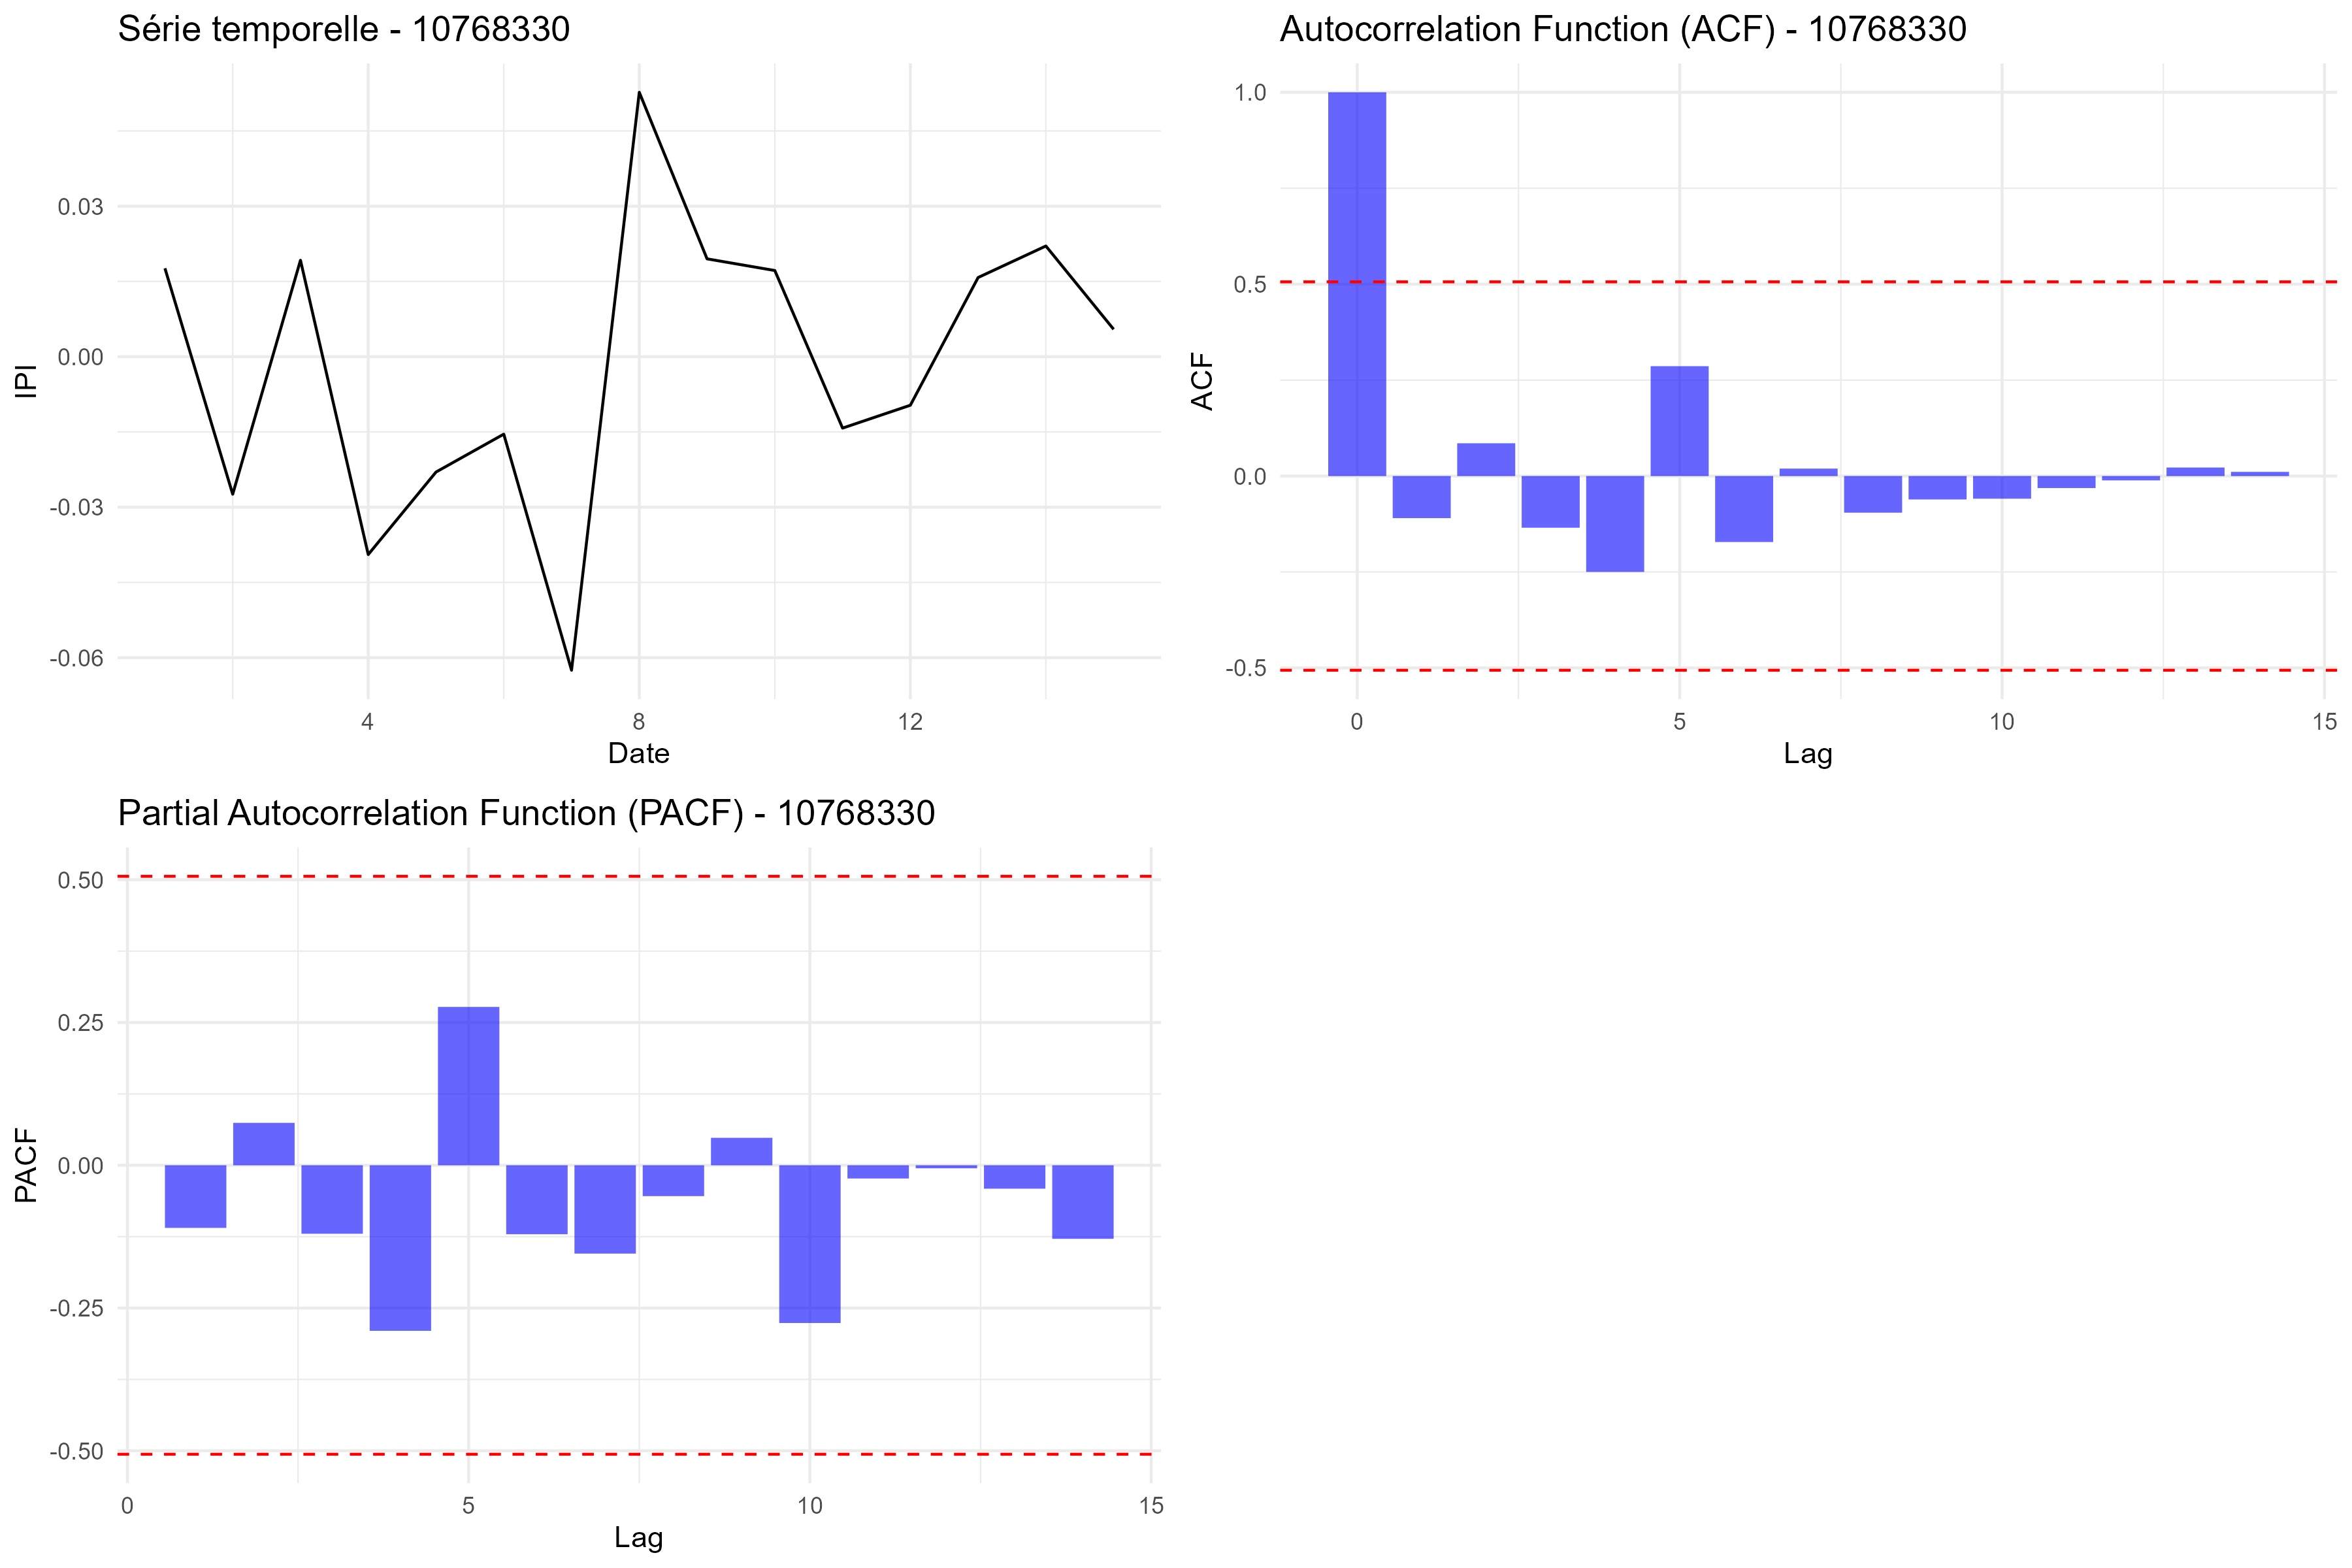 Série temporelle - 10768330
IPI
0.03
0.00
-0.03
-0.06
4 8 12
Date
Autocorrelation Function (ACF) - 10768330
ACF
1.0
0.5
0.0
-0.5
0 5 10 15
Lag
Partial Autocorrelation Function (PACF) - 10768330
PACF
0.50
0.25
0.00
-0.25
-0.50
0 5 10 15
Lag